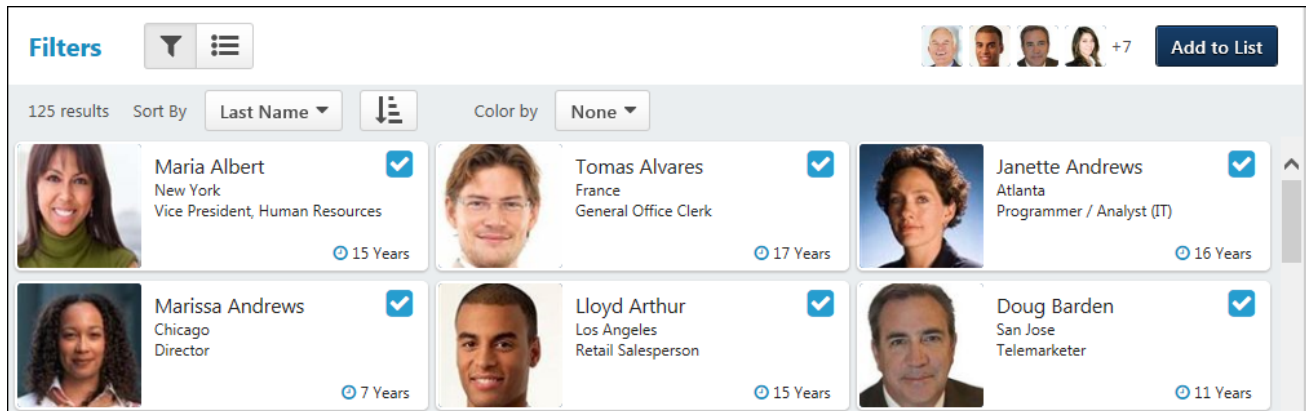 Filters
+7
Add to List
125 results Sort By Last Name Color by None
Maria Albert
New York
Vice President, Human Resources
15 Years
Tomas Alvares
France
General Office Clerk
17 Years
Janette Andrews
Atlanta
Programmer / Analyst (IT)
16 Years
Marissa Andrews
Chicago
Director
7 Years
Lloyd Arthur
Los Angeles
Retail Salesperson
15 Years
Doug Barden
San Jose
Telemarketer
11 Years